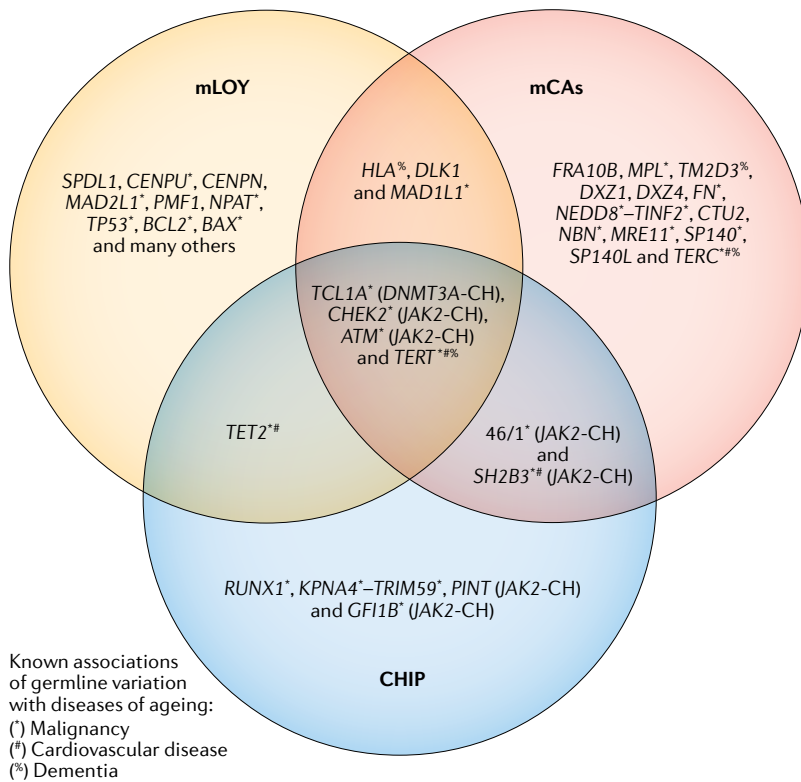 mLOY
mCAs
SPDL1, CENPU*, CENPN,
MAD2L1*, PMF1, NPAT*,
TP53*, BCL2*, BAX*
and many others
HLA%, DLK1
and MAD1L1*
FRA10B, MPL*, TM2D3%,
DXZ1, DXZ4, FN*,
NEDD8*–TINF2*, CTU2,
NBN*, MRE11*, SP140*,
SP140L and TERC*#%
TCL1A* (DNMT3A-CH),
CHEK2* (JAK2-CH),
ATM* (JAK2-CH)
and TERT*#%
TET2*#
46/1* (JAK2-CH)
and
SH2B3*# (JAK2-CH)
RUNX1*, KPNA4*–TRIM59*, PINT (JAK2-CH)
and GFI1B* (JAK2-CH)
CHIP
Known associations
of germline variation
with diseases of ageing:
(*) Malignancy
(#) Cardiovascular disease
(%) Dementia